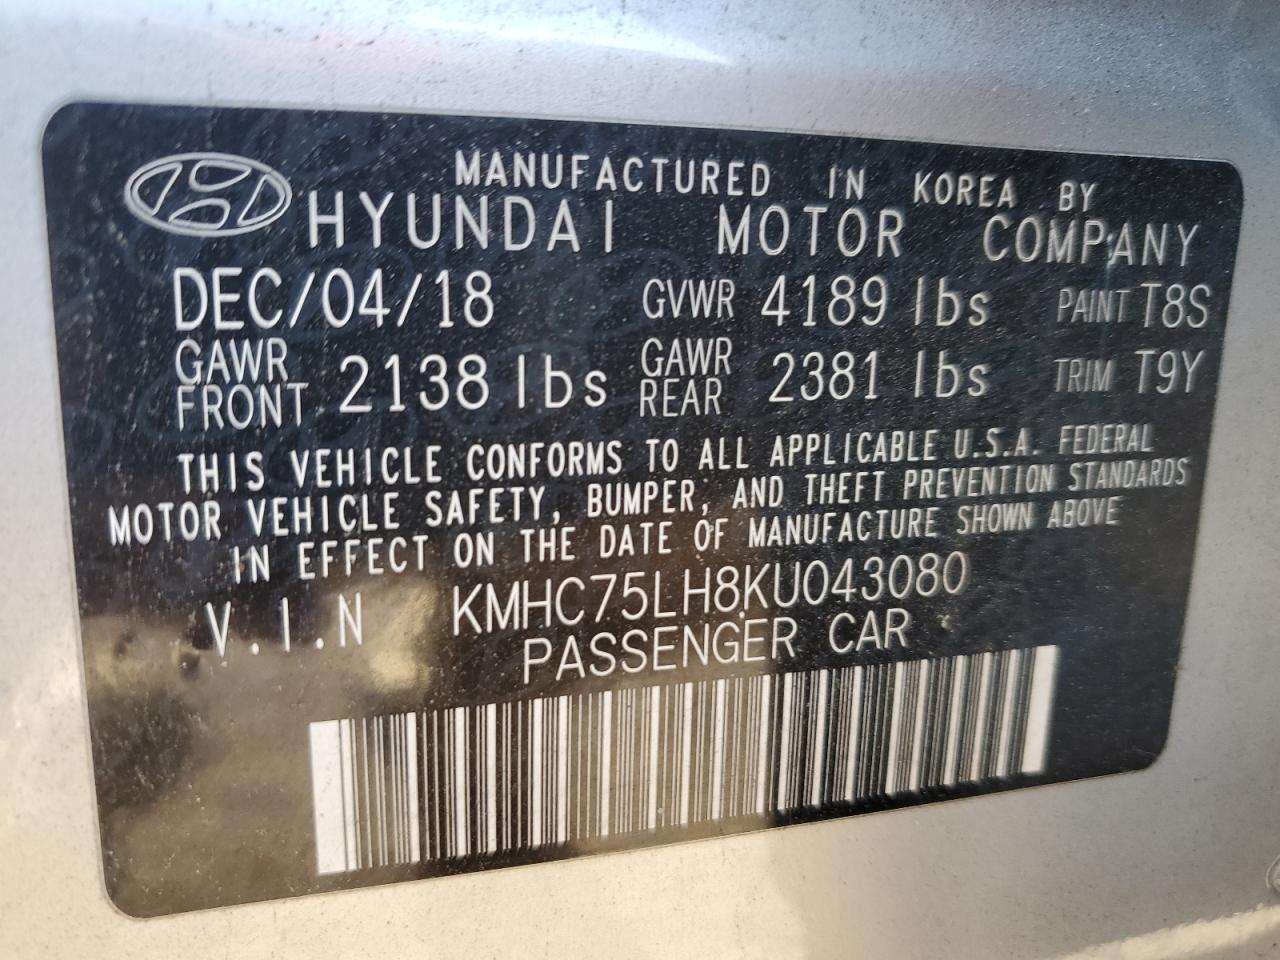 MANUFACTURED IN KOREA BY
HYUNDAI MOTOR COMPANY
DEC/04/18 GVWR 4189 lbs PAINT T8S
GAWR FRONT 2138 lbs GAWR REAR 2381 lbs TRIM T9Y
THIS VEHICLE CONFORMS TO ALL APPLICABLE U.S.A. FEDERAL
MOTOR VEHICLE SAFETY, BUMPER, AND THEFT PREVENTION STANDARDS
IN EFFECT ON THE DATE OF MANUFACTURE SHOWN ABOVE
V.I.N KMHC75LH8KU043080
PASSENGER CAR